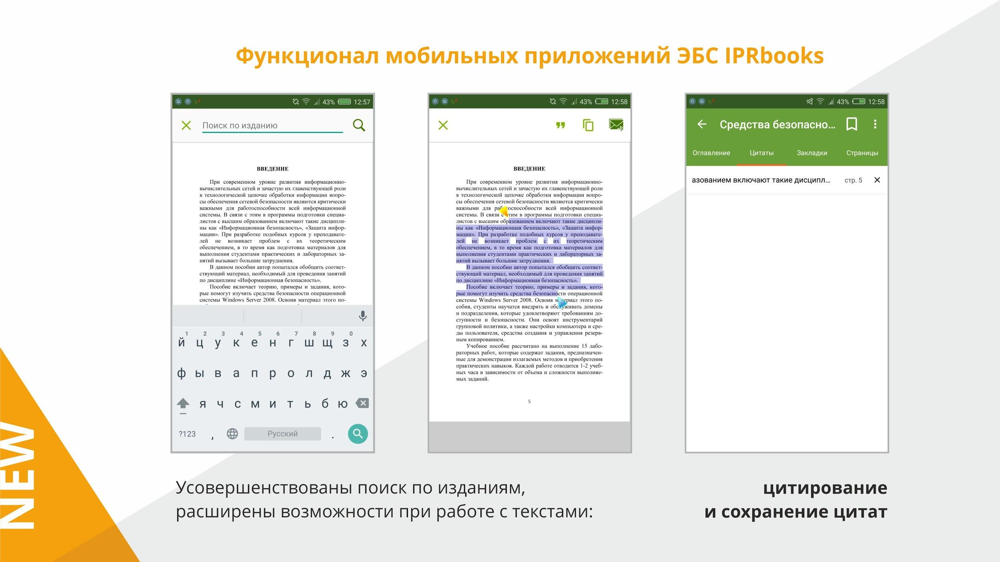 Функционал мобильных приложений ЭБС IPRbooks
43% 12:57
Поиск по изданию
ВВЕДЕНИЕ
При современном уровне развития информационно-
вычислительных сетей и зачастую их главенствующей роли
в технологической цепочке обработки информации вопро-
сы обеспечения сетевой безопасности являются критически
важными для работоспособности всей информационной
системы. В связи с этим в программы подготовки специа-
листов с высшим образованием включают такие дисципли-
ны как «Информационная безопасность», «Защита инфор-
мации». При разработке подобных курсов у преподавате-
лей не возникает проблем с их теоретическим
обеспечением, в то время как подготовка материалов для
выполнения студентами практических и лабораторных за-
нятий вызывает большие затруднения.
В данном пособии автор попытался обобщить соответ-
ствующий материал, необходимый для проведения занятий
по дисциплине «Информационная безопасность».
Пособие включает теорию, примеры и задания, кото-
рые помогут изучить средства безопасности операционной
системы Windows Server 2008. Освоив материал этого по-
1 2 3 4 5 6 7 8 9 0
й ц у к е н г ш щ з х
ф ы в а п р о л д ж э
я ч с м и т ь б ю
?123 , Русский .
43% 12:58
ВВЕДЕНИЕ
При современном уровне развития информационно-
вычислительных сетей и зачастую их главенствующей роли
в технологической цепочке обработки информации вопро-
сы обеспечения сетевой безопасности являются критически
важными для работоспособности всей информационной
системы. В связи с этим в программы подготовки специа-
листов с высшим образованием включают такие дисципли-
ны как «Информационная безопасность», «Защита инфор-
мации». При разработке подобных курсов у преподавате-
лей не возникает проблем с их теоретическим
обеспечением, в то время как подготовка материалов для
выполнения студентами практических и лабораторных за-
нятий вызывает большие затруднения.
В данном пособии автор попытался обобщить соответ-
ствующий материал, необходимый для проведения занятий
по дисциплине «Информационная безопасность».
Пособие включает теорию, примеры и задания, кото-
рые помогут изучить средства безопасности операционной
системы Windows Server 2008. Освоив материал этого по-
собия, студенты научатся внедрять и обслуживать домены
и подразделения, которые удовлетворяют требованиям до-
ступности и безопасности. Они освоят инструментарий
групповой политики, а также настройки компьютера и сре-
ды пользователя, средства создания и управления резерв-
ным копированием.
Учебное пособие рассчитано на выполнение 15 лабо-
раторных работ, которые содержат задания, предназначен-
ные для демонстрации излагаемых методов и приобретения
практических навыков. Каждой работе отводится 1-2 учеб-
ных часа в зависимости от объема и сложности выполняе-
мых заданий.
5
43% 12:58
Средства безопасно...
Оглавление Цитаты Закладки Страницы
азованием включают такие дисципл... стр. 5
Усовершенствованы поиск по изданиям,
расширены возможности при работе с текстами:
цитирование
и сохранение цитат
NEW